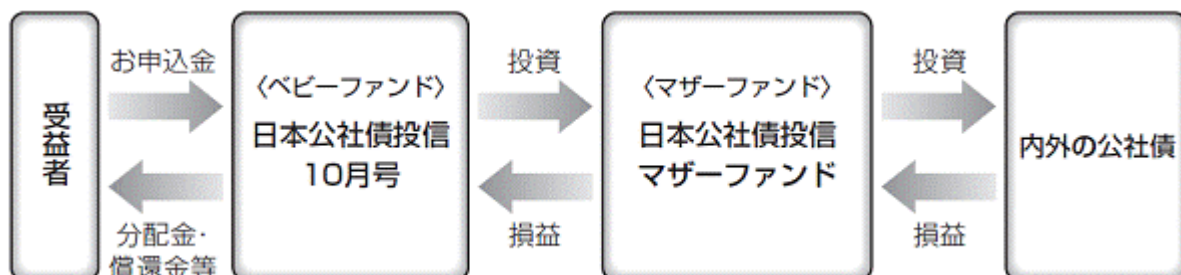 受益者
お申込金
分配金・
償還金等
〈ベビーファンド〉
日本公社債投信
10月号
投資
損益
〈マザーファンド〉
日本公社債投信
マザーファンド
投資
損益
内外の公社債